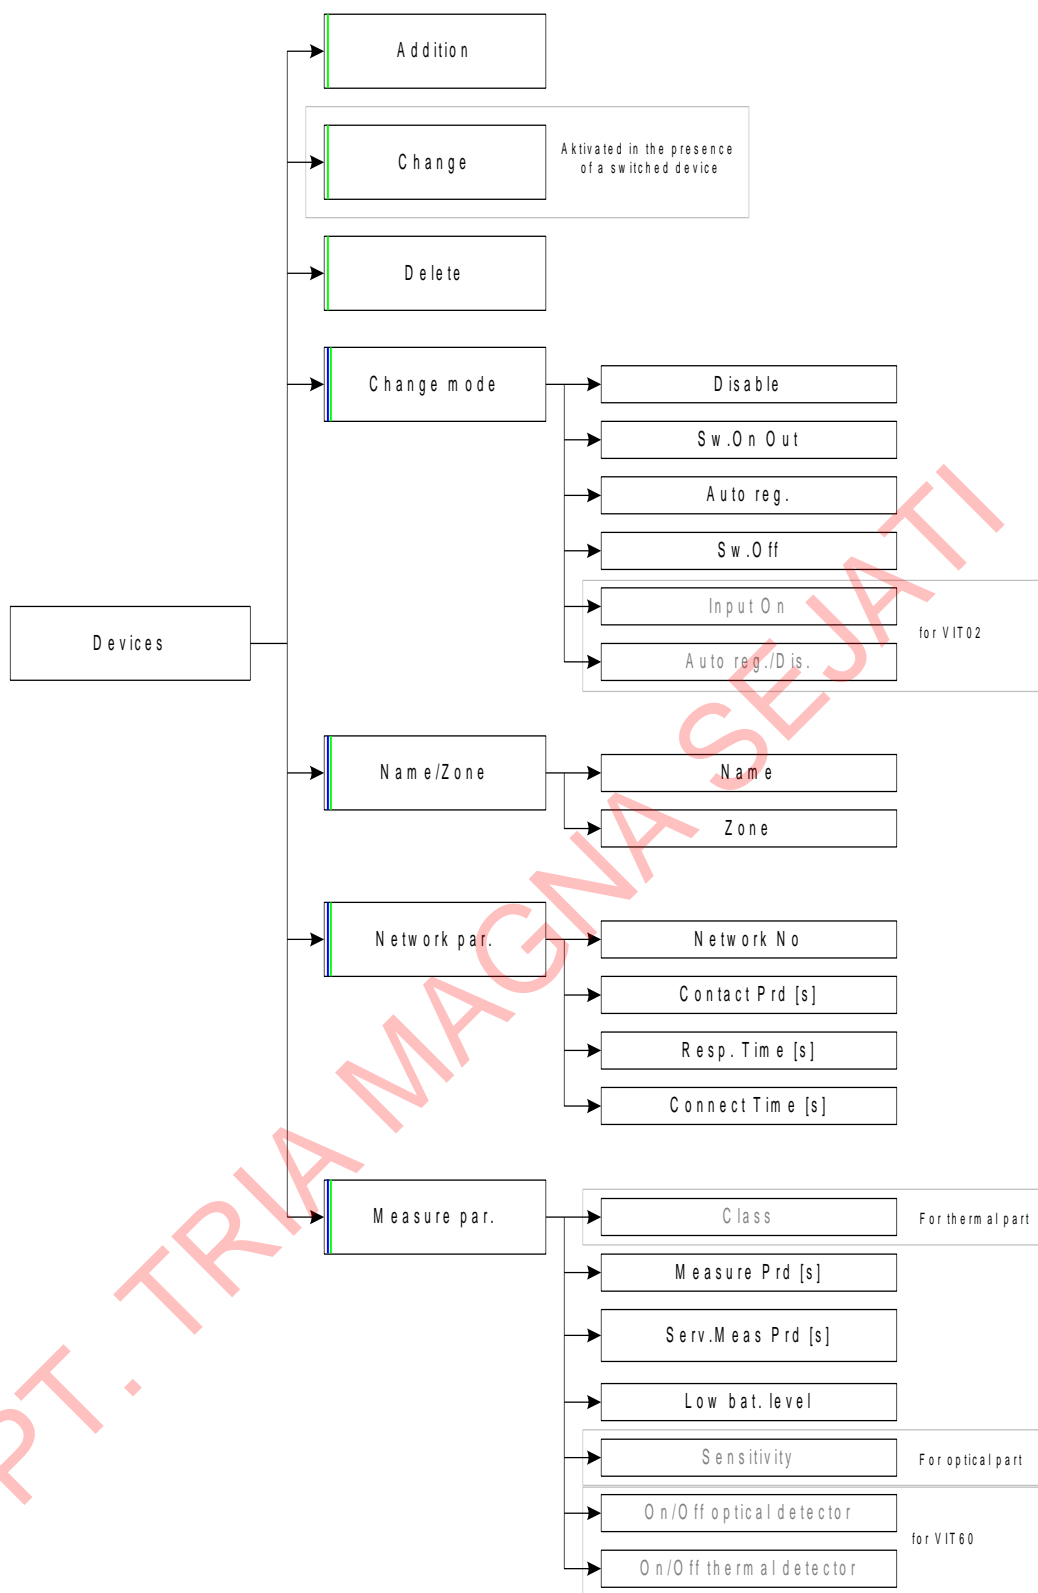 Addition
Change
Aktivated in the presence
of a switched device
Delete
Change mode
Disable
Sw.On Out
Auto reg.
Sw.Off
Input On
for VIT02
Auto reg./Dis.
Devices
Name/Zone
Name
Zone
Network par.
Network No
Contact Prd [s]
Resp. Time [s]
Connect Time [s]
Measure par.
Class
For thermal part
Measure Prd [s]
Serv.Meas Prd [s]
Low bat. level
Sensitivity
For optical part
On/Off optical detector
for VIT60
On/Off thermal detector
PT. TRIA MAGNA SEJATI